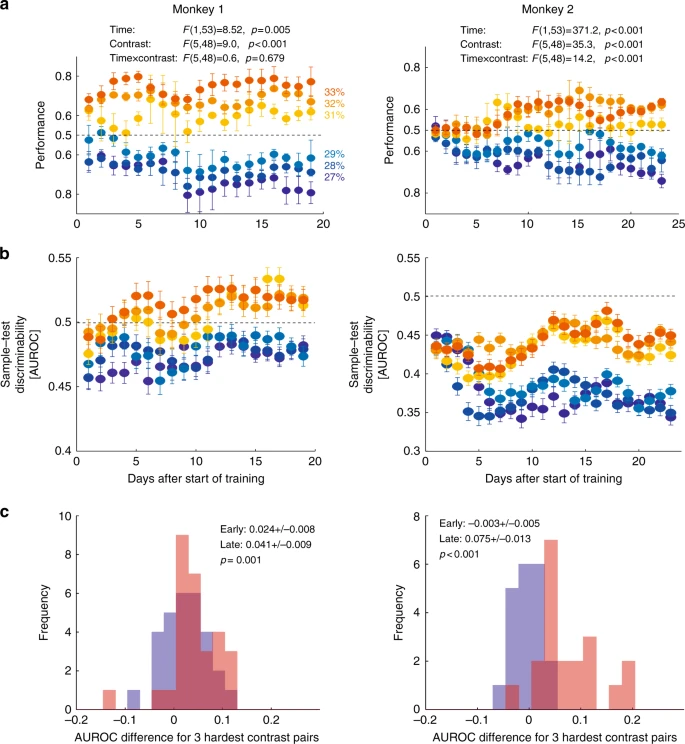 a
Monkey 1
Monkey 2
Time: F(1,53)=8.52, p=0.005
Contrast: F(5,48)=9.0, p<0.001
Time×contrast: F(5,48)=0.6, p=0.679
Time: F(1,53)=371.2, p<0.001
Contrast: F(5,48)=35.3, p<0.001
Time×contrast: F(5,48)=14.2, p<0.001
Performance
0.8
0.6
0.5
0.6
0.8
33%
32%
31%
29%
28%
27%
0 5 10 15 20
Performance
0.8
0.6
0.5
0.6
0.8
0 5 10 15 20 25
b
Sample–test
discriminability
[AUROC]
0.55
0.5
0.45
0.4
0 5 10 15 20
Days after start of training
Sample–test
discriminability
[AUROC]
0.55
0.5
0.45
0.4
0.35
0.3
0 5 10 15 20
Days after start of training
c
Frequency
10
8
6
4
2
0
Early: 0.024+/–0.008
Late: 0.041+/–0.009
p=0.001
–0.2 –0.1 0 0.1 0.2
AUROC difference for 3 hardest contrast pairs
Frequency
8
6
4
2
0
Early: –0.003+/–0.005
Late: 0.075+/–0.013
p<0.001
–0.2 –0.1 0 0.1 0.2
AUROC difference for 3 hardest contrast pairs